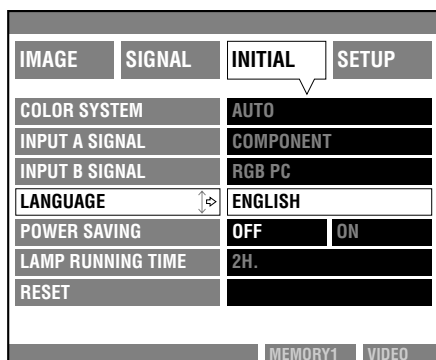 IMAGE SIGNAL INITIAL SETUP
COLOR SYSTEM AUTO
INPUT A SIGNAL COMPONENT
INPUT B SIGNAL RGB PC
LANGUAGE ENGLISH
POWER SAVING OFF ON
LAMP RUNNING TIME 2H.
RESET
MEMORY1 VIDEO